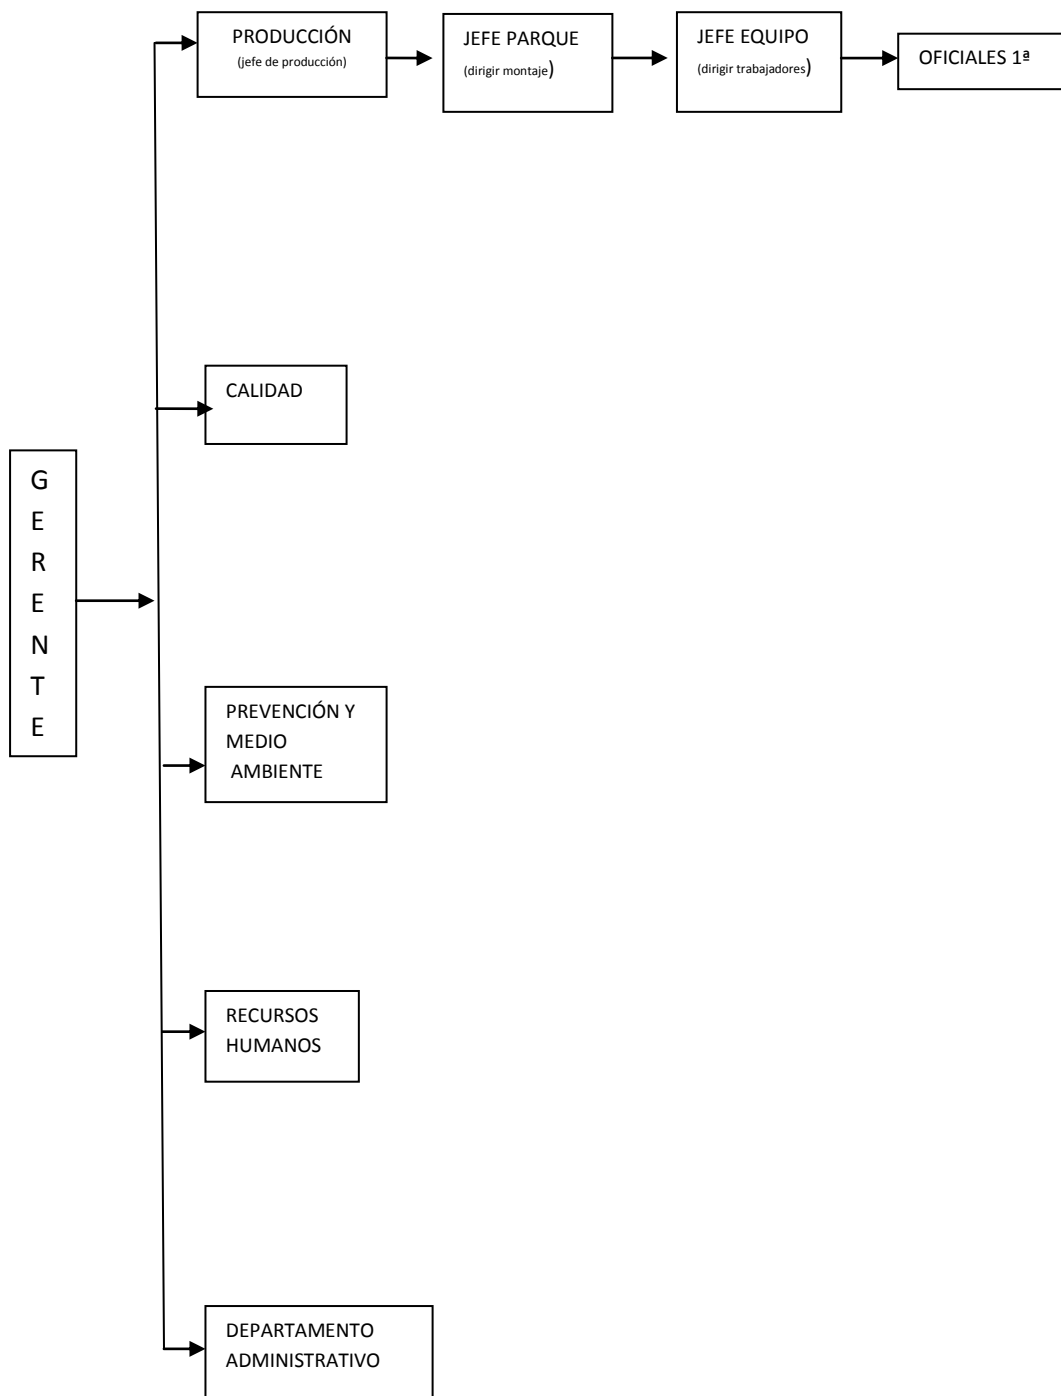 PRODUCCIÓN
(jefe de producción)
JEFE PARQUE
(dirigir montaje)
JEFE EQUIPO
(dirigir trabajadores)
OFICIALES 1ª
CALIDAD
G
E
R
E
N
T
E
PREVENCIÓN Y
MEDIO
AMBIENTE
RECURSOS
HUMANOS
DEPARTAMENTO
ADMINISTRATIVO